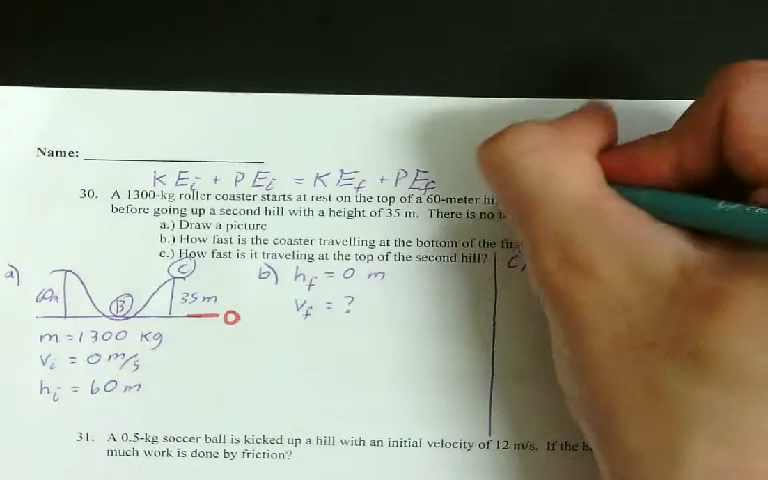 Name:
KEi + PEi = KEf + PEf
30. A 1300-kg roller coaster starts at rest on the top of a 60-meter
before going up a second hill with a height of 35 m. There is no
a.) Draw a picture
b.) How fast is the coaster travelling at the bottom of the
c.) How fast is it traveling at the top of the second hill?
a)
60m
B
C
35m
0
m = 1300 kg
vi = 0 m/s
hi = 60 m
b) hf = 0 m
vf = ?
31. A 0.5-kg soccer ball is kicked up a hill with an initial velocity of 12 m/s. If the
much work is done by friction?